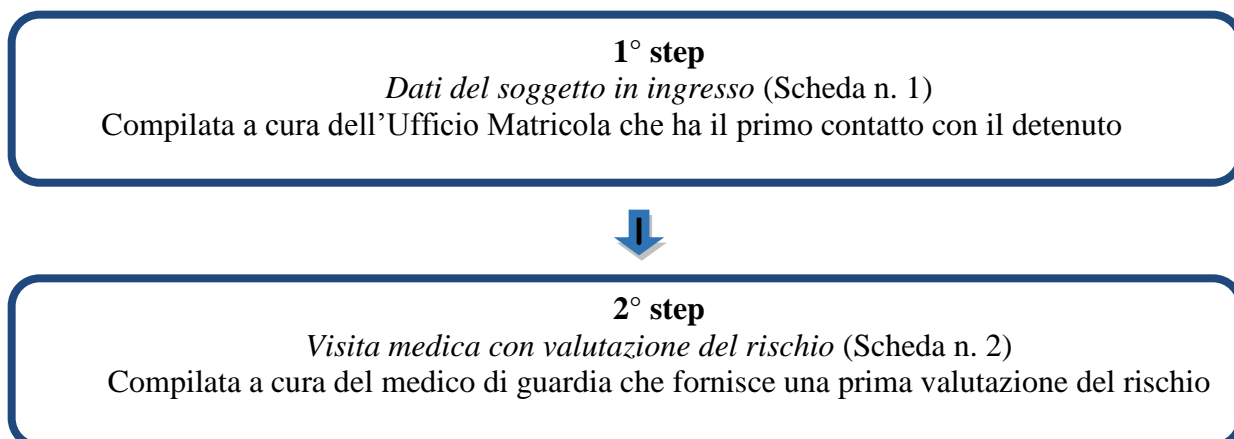 1° step
Dati del soggetto in ingresso (Scheda n. 1)
Compilata a cura dell’Ufficio Matricola che ha il primo contatto con il detenuto
2° step
Visita medica con valutazione del rischio (Scheda n. 2)
Compilata a cura del medico di guardia che fornisce una prima valutazione del rischio